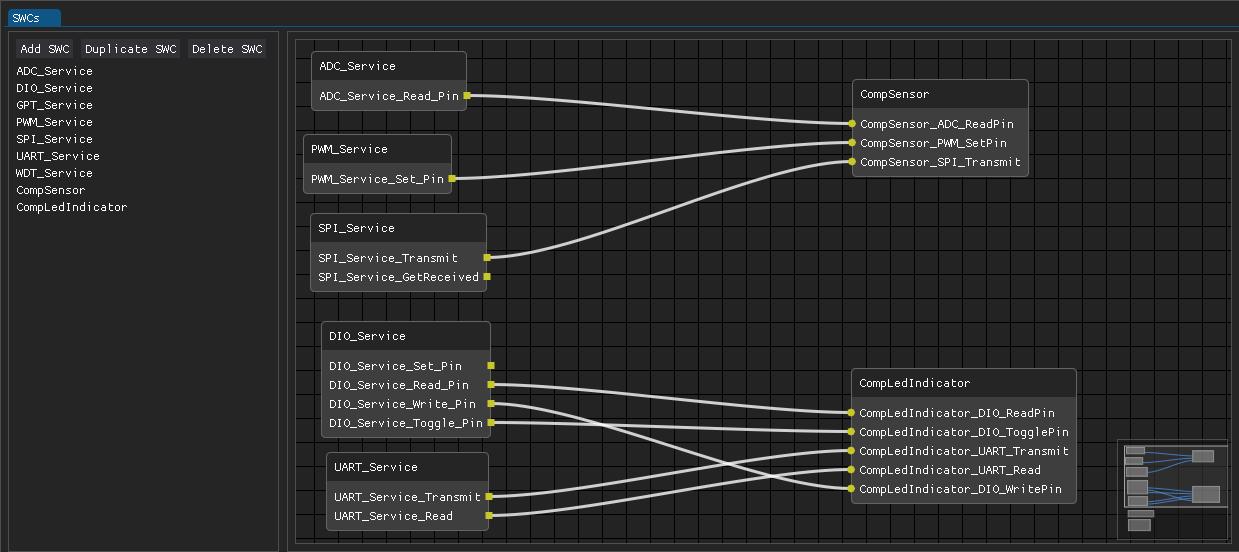 SWCs
Add SWC Duplicate SWC Delete SWC
ADC_Service
DIO_Service
GPT_Service
PWM_Service
SPI_Service
UART_Service
WDT_Service
CompSensor
CompLedIndicator
ADC_Service
ADC_Service_Read_Pin
PWM_Service
PWM_Service_Set_Pin
SPI_Service
SPI_Service_Transmit
SPI_Service_GetReceived
DIO_Service
DIO_Service_Set_Pin
DIO_Service_Read_Pin
DIO_Service_Write_Pin
DIO_Service_Toggle_Pin
UART_Service
UART_Service_Transmit
UART_Service_Read
CompSensor
CompSensor_ADC_ReadPin
CompSensor_PWM_SetPin
CompSensor_SPI_Transmit
CompLedIndicator
CompLedIndicator_DIO_ReadPin
CompLedIndicator_DIO_TogglePin
CompLedIndicator_UART_Transmit
CompLedIndicator_UART_Read
CompLedIndicator_DIO_WritePin